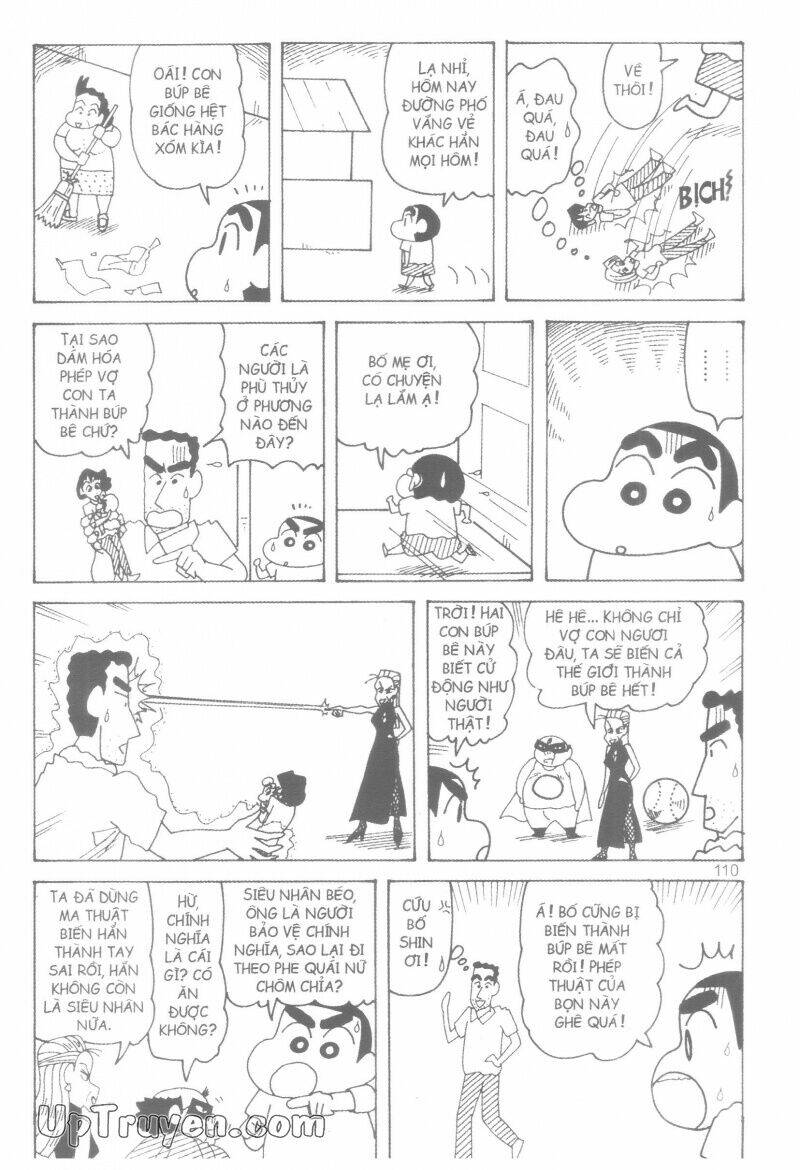 VỀ
THÔI!
Á, ĐAU
QUÁ,
ĐAU
QUÁ!
BỊCH!
LẠ NHỈ,
HÔM NAY
ĐƯỜNG PHỐ
VẮNG VẺ
KHÁC HẲN
MỌI HÔM!
OÁI! CON
BÚP BÊ
GIỐNG HỆT
BÁC HÀNG
XÓM KÌA!
........
BỐ MẸ ƠI,
CÓ CHUYỆN
LẠ LẮM Ạ!
CÁC
NGƯỜI LÀ
PHÙ THỦY
Ở PHƯƠNG
NÀO ĐẾN
ĐÂY?
TẠI SAO
DÁM HÓA
PHÉP VỢ
CON TA
THÀNH BÚP
BÊ CHỨ?
HÊ HÊ... KHÔNG CHỈ
VỢ CON NGƯƠI
ĐÂU, TA SẼ BIẾN CẢ
THẾ GIỚI THÀNH
BÚP BÊ HẾT!
TRỜI! HAI
CON BÚP
BÊ NÀY
BIẾT CỬ
ĐỘNG NHƯ
NGƯỜI
THẬT!
110
Á! BỐ CŨNG BỊ
BIẾN THÀNH
BÚP BÊ MẤT
RỒI! PHÉP
THUẬT CỦA
BỌN NÀY
GHÊ QUÁ!
CỨU
BỐ
SHIN
ƠI!
SIÊU NHÂN BÉO,
ÔNG LÀ NGƯỜI
BẢO VỆ CHÍNH
NGHĨA, SAO LẠI ĐI
THEO PHE QUÁI NỮ
CHÔM CHỈA?
HỪ,
CHÍNH
NGHĨA
LÀ CÁI
GÌ? CÓ
ĂN
ĐƯỢC
KHÔNG?
TA ĐÃ DÙNG
MA THUẬT
BIẾN HẮN
THÀNH TAY
SAI RỒI, HẮN
KHÔNG CÒN
LÀ SIÊU NHÂN
NỮA.
UpTruyen.com